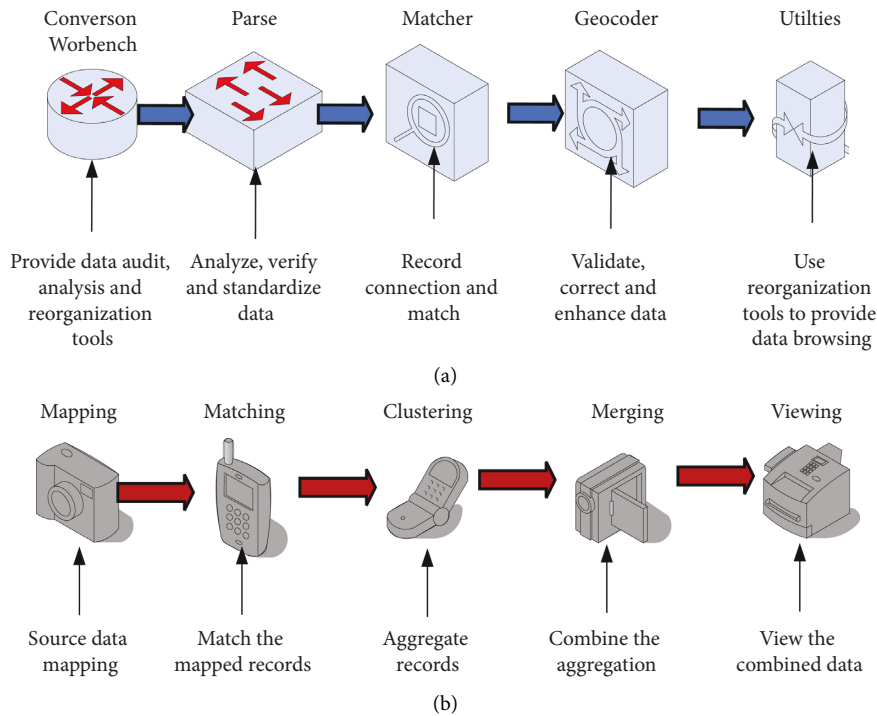 Converson
Worbench
Parse
Matcher
Geocoder
Utilties
Provide data audit,
analysis and
reorganization
tools
Analyze, verify
and standardize
data
Record
connection and
match
Validate,
correct and
enhance data
Use
reorganization
tools to provide
data browsing
(a)
Mapping
Matching
Clustering
Merging
Viewing
Source data
mapping
Match the
mapped records
Aggregate
records
Combine the
aggregation
View the
combined data
(b)